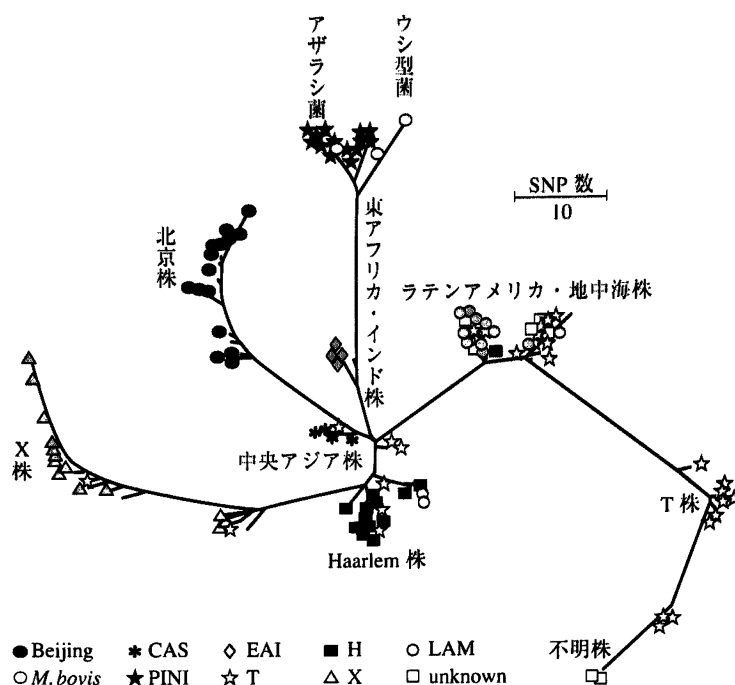 アザラシ菌
ウシ型菌
SNP 数
10
北京株
東アフリカ・インド株
ラテンアメリカ・地中海株
X株
中央アジア株
T 株
Haarlem 株
不明株
Beijing
CAS
EAI
H
LAM
M.bovis
PINI
T
X
unknown